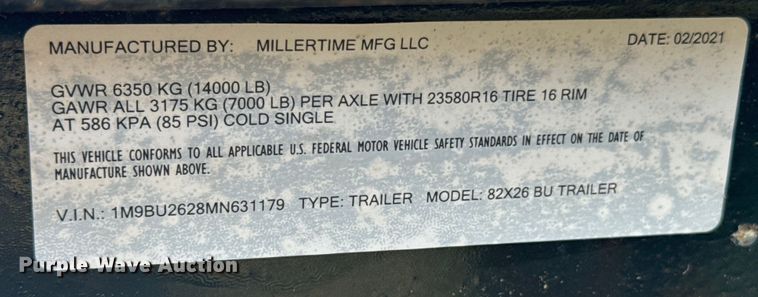 MANUFACTURED BY: MILLERTIME MFG LLC DATE: 02/2021
GVWR 6350 KG (14000 LB)
GAWR ALL 3175 KG (7000 LB) PER AXLE WITH 23580R16 TIRE 16 RIM
AT 586 KPA (85 PSI) COLD SINGLE
THIS VEHICLE CONFORMS TO ALL APPLICABLE U.S. FEDERAL MOTOR VEHICLE SAFETY STANDARDS IN EFFECT ON THE DATE OF
MANUFACTURE SHOWN ABOVE.
V.I.N.: 1M9BU2628MN631179 TYPE: TRAILER MODEL: 82X26 BU TRAILER
Purple Wave Auction